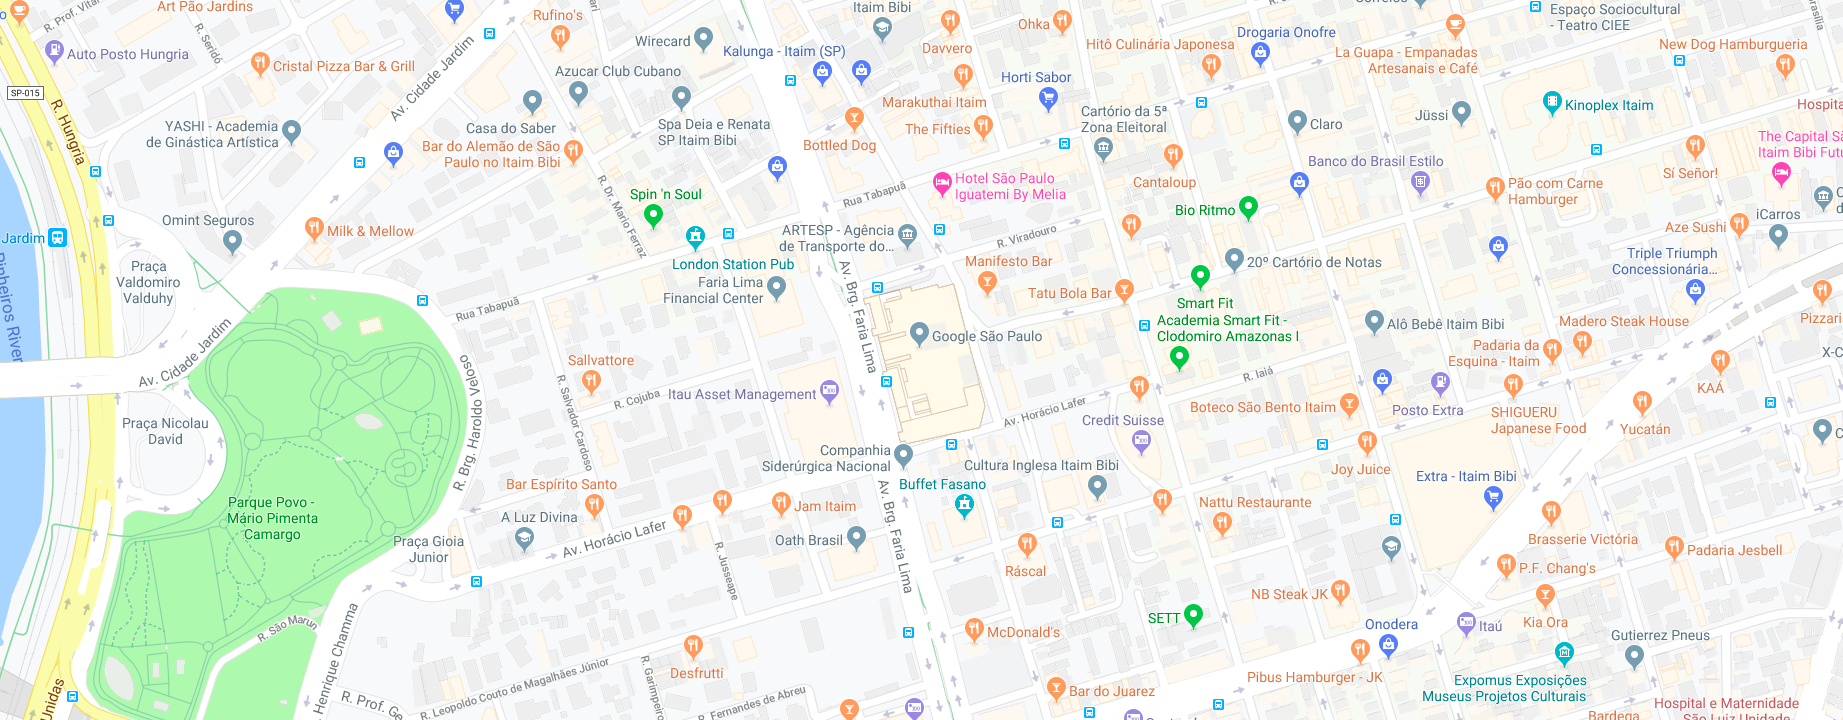 R. Prof. Vitar
Art Pão Jardins
R. Seridó
Auto Posto Hungria
Cristal Pizza Bar & Grill
SP-015
R. Hungria
Av. Cidade Jardim
Rufino's
Wirecard
Itaim Bibi
Kalunga - Itaim (SP)
Davvero
Ohka
Azucar Club Cubano
Casa do Saber
Bar do Alemão de São
Paulo no Itaim Bibi
Spa Deia e Renata
SP Itaim Bibi
Marakuthai Itaim
The Fifties
Bottled Dog
Horti Sabor
Hitô Culinária Japonesa
Drogaria Onofre
La Guapa - Empanadas
Artesanais e Café
Espaço Sociocultural
- Teatro CIEE
New Dog Hamburgueria
Kinoplex Itaim
Jüssi
Claro
Cartório da 5ª
Zona Eleitoral
Cantaloup
Banco do Brasil Estilo
Pão com Carne
Hamburger
Sí Señor!
The Capital Sã
Itaim Bibi Futu
Hospital
YASHI - Academia
de Ginástica Artística
Omint Seguros
Milk & Mellow
Jardim
Praça
Valdomiro
Valduhy
Pinheiros River
R. Dr. Mario Ferraz
Spin 'n Soul
London Station Pub
Faria Lima
Financial Center
Rua Tabapuã
Rua Tabapuã
Hotel São Paulo
Iguatemi By Melia
ARTESP - Agência
de Transporte do...
R. Viradouro
Manifesto Bar
Tatu Bola Bar
Bio Ritmo
20º Cartório de Notas
Smart Fit
Academia Smart Fit -
Clodomiro Amazonas I
iCarros
Aze Sushi
Triple Triumph
Concessionária...
Alô Bebê Itaim Bibi
Madero Steak House
Padaria da
Esquina - Itaim
Pizzari
X-C
KAÁ
Av. Brg. Faria Lima
Google São Paulo
Itau Asset Management
Sallvattore
R. Cojuba
R. Salvador Cardoso
R. Brg. Haroldo Veloso
Av. Cidade Jardim
Praça Nicolau
David
Parque Povo -
Mário Pimenta
Camargo
R. Iaiá
Av. Horácio Lafer
Credit Suisse
Boteco São Bento Itaim
Posto Extra
SHIGUERU
Japanese Food
Yucatán
Joy Juice
Companhia
Siderúrgica Nacional
Cultura Inglesa Itaim Bibi
Buffet Fasano
Bar Espírito Santo
Jam Itaim
A Luz Divina
Praça Gioia
Junior
Av. Horácio Lafer
Oath Brasil
Av. Brg. Faria Lima
Nattu Restaurante
Extra - Itaim Bibi
Brasserie Victória
Padaria Jesbell
P.F. Chang's
Ráscal
R. Jusseape
NB Steak JK
SETT
McDonald's
Onodera
Itaú
Kia Ora
Gutierrez Pneus
Pibus Hamburger - JK
Expomus Exposições
Museus Projetos Culturais
Hospital e Maternidade
São Luiz Unidade
Bardega
R. São Marun
Henrique Chamma
Desfrutti
R. Leopoldo Couto de Magalhães Júnior
R. Garimpeiro
R. Fernandes de Abreu
Bar do Juarez
R. Prof. Ge
Unidas